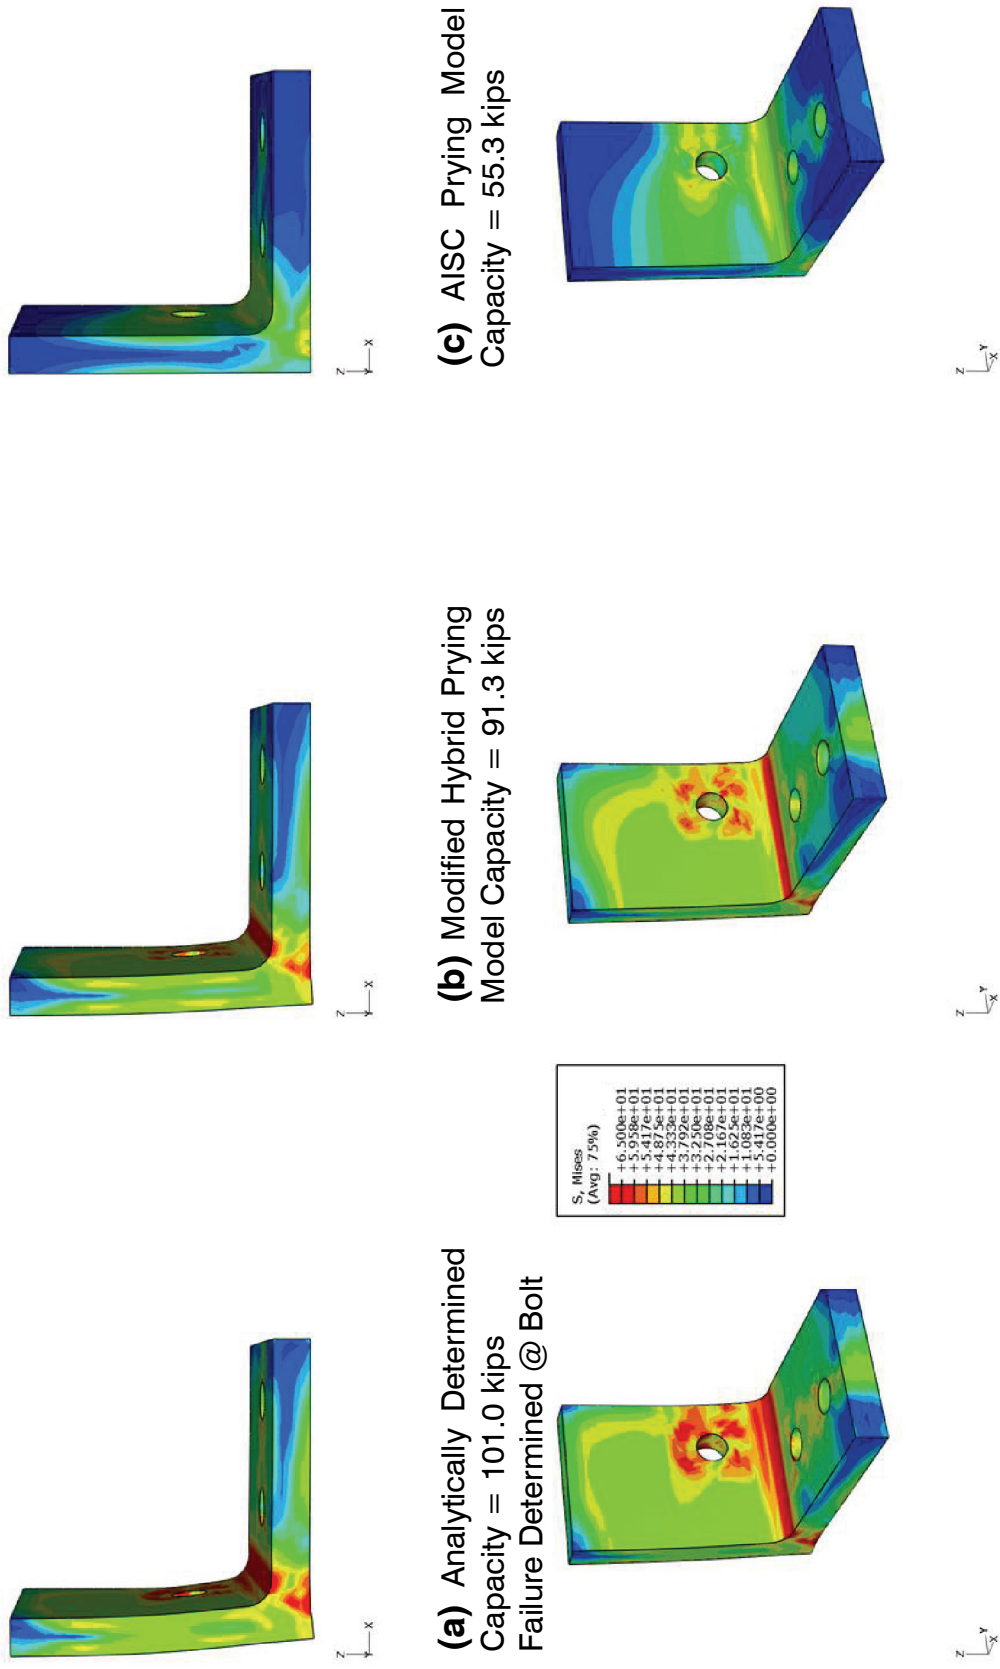 (a) Analytically Determined
Capacity = 101.0 kips
Failure Determined @ Bolt
(b) Modified Hybrid Prying
Model Capacity = 91.3 kips
(c) AISC Prying Model
Capacity = 55.3 kips
S, Mises
(Avg: 75%)
+6.500e+01
+5.958e+01
+5.417e+01
+4.875e+01
+4.333e+01
+3.792e+01
+3.250e+01
+2.708e+01
+2.167e+01
+1.625e+01
+1.083e+01
+5.417e+00
+0.000e+00
Z
Y
X
Z
Y
X
Z
Y
X
Z
Y
X
Z
Y
X
Z
Y
X